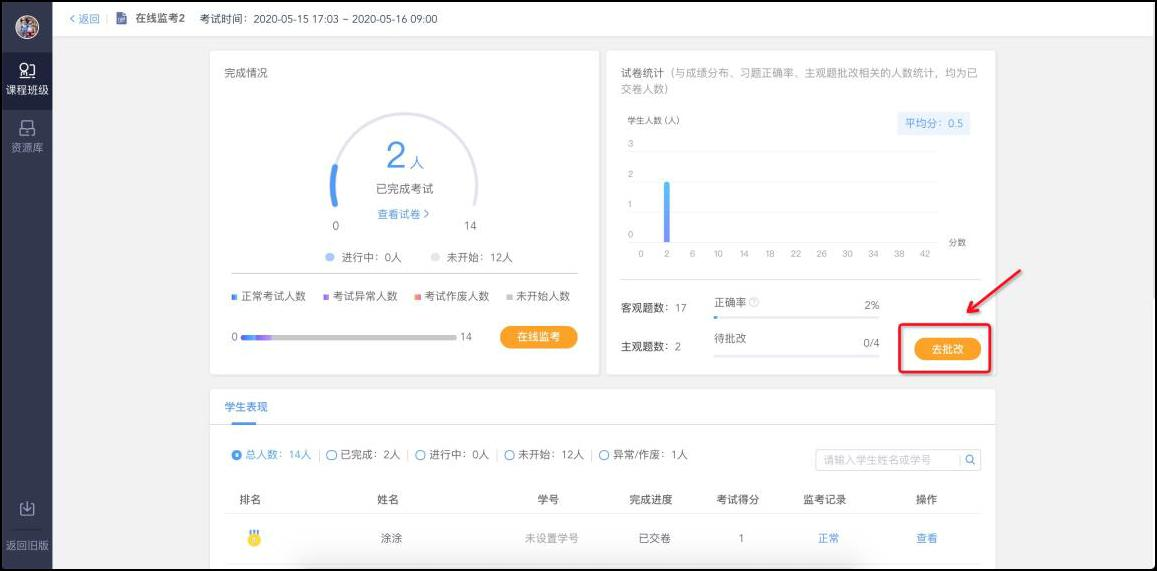 返回
在线监考2 考试时间：2020-05-15 17:03 ~ 2020-05-16 09:00
课程班级
资源库
返回旧版
完成情况
2人
已完成考试
查看试卷
0
14
进行中：0人
未开始：12人
正常考试人数
考试异常人数
考试作废人数
未开始人数
0
14
在线监考
试卷统计（与成绩分布、习题正确率、主观题批改相关的人数统计，均为已
交卷人数）
学生人数 (人)
平均分：0.5
3
2
1
0
0 2 6 10 14 18 22 26 30 34 38 42
分数
客观题数：17
正确率
2%
主观题数：2
待批改
0/4
去批改
学生表现
总人数：14人
已完成：2人
进行中：0人
未开始：12人
异常/作废：1人
请输入学生姓名或学号
排名 姓名 学号 完成进度 考试得分 监考记录 操作
涂涂 未设置学号 已交卷 1 正常 查看